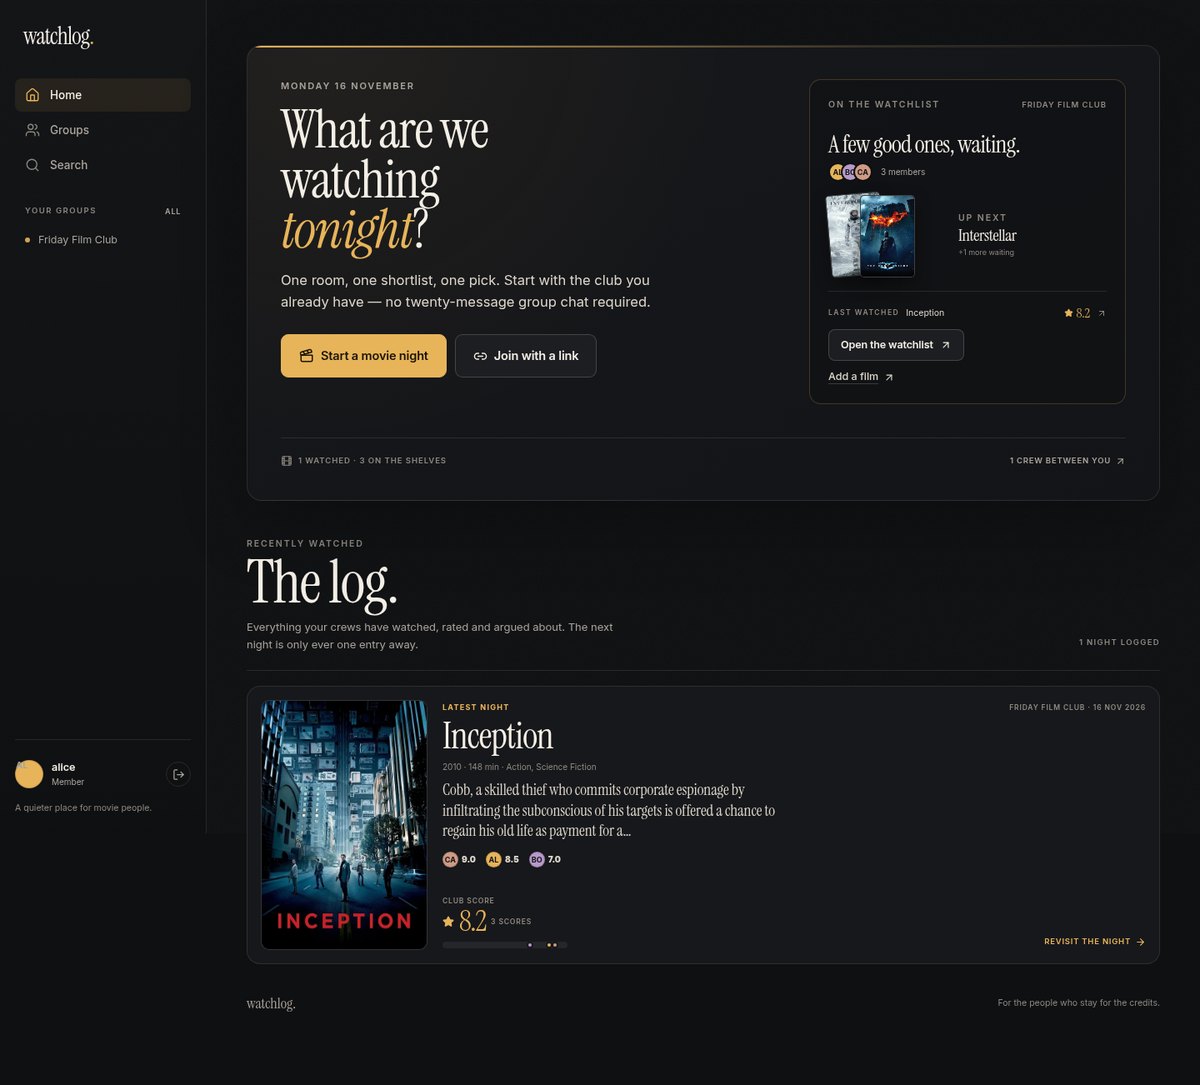 watchlog.
Home
Groups
Search
YOUR GROUPS
ALL
Friday Film Club
MONDAY 16 NOVEMBER
What are we
watching
tonight?
One room, one shortlist, one pick. Start with the club you
already have — no twenty-message group chat required.
Start a movie night
Join with a link
ON THE WATCHLIST
FRIDAY FILM CLUB
A few good ones, waiting.
AL BO CA 3 members
UP NEXT
Interstellar
+1 more waiting
LAST WATCHED Inception
8.2
Open the watchlist
Add a film
1 WATCHED · 3 ON THE SHELVES
1 CREW BETWEEN YOU
RECENTLY WATCHED
The log.
Everything your crews have watched, rated and argued about. The next
night is only ever one entry away.
1 NIGHT LOGGED
LATEST NIGHT
FRIDAY FILM CLUB · 16 NOV 2026
Inception
2010 · 148 min · Action, Science Fiction
Cobb, a skilled thief who commits corporate espionage by
infiltrating the subconscious of his targets is offered a chance to
regain his old life as payment for a...
CA 9.0 AL 8.5 BO 7.0
CLUB SCORE
8.2 3 SCORES
REVISIT THE NIGHT
INCEPTION
AL
alice
Member
A quieter place for movie people.
watchlog.
For the people who stay for the credits.